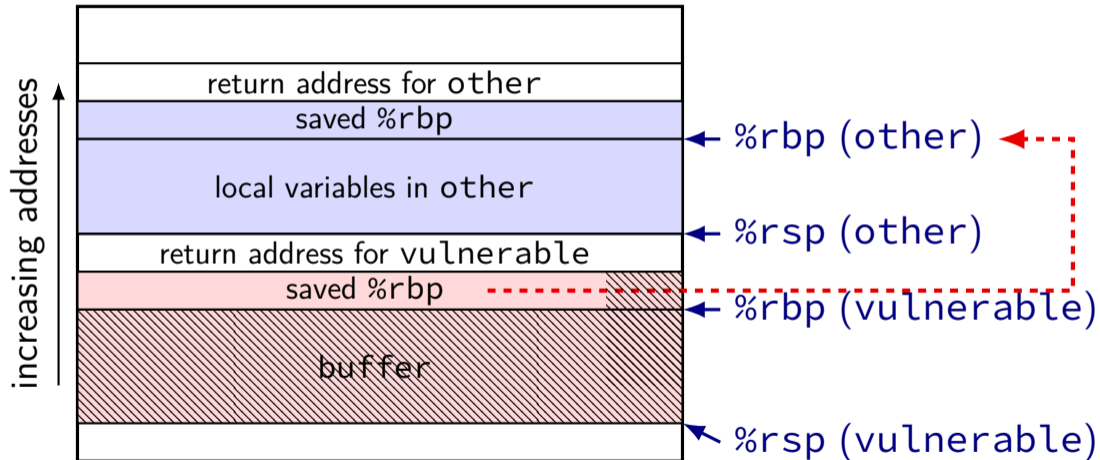 increasing addresses
return address for other
saved %rbp
%rbp (other)
local variables in other
%rsp (other)
return address for vulnerable
saved %rbp
%rbp (vulnerable)
buffer
%rsp (vulnerable)